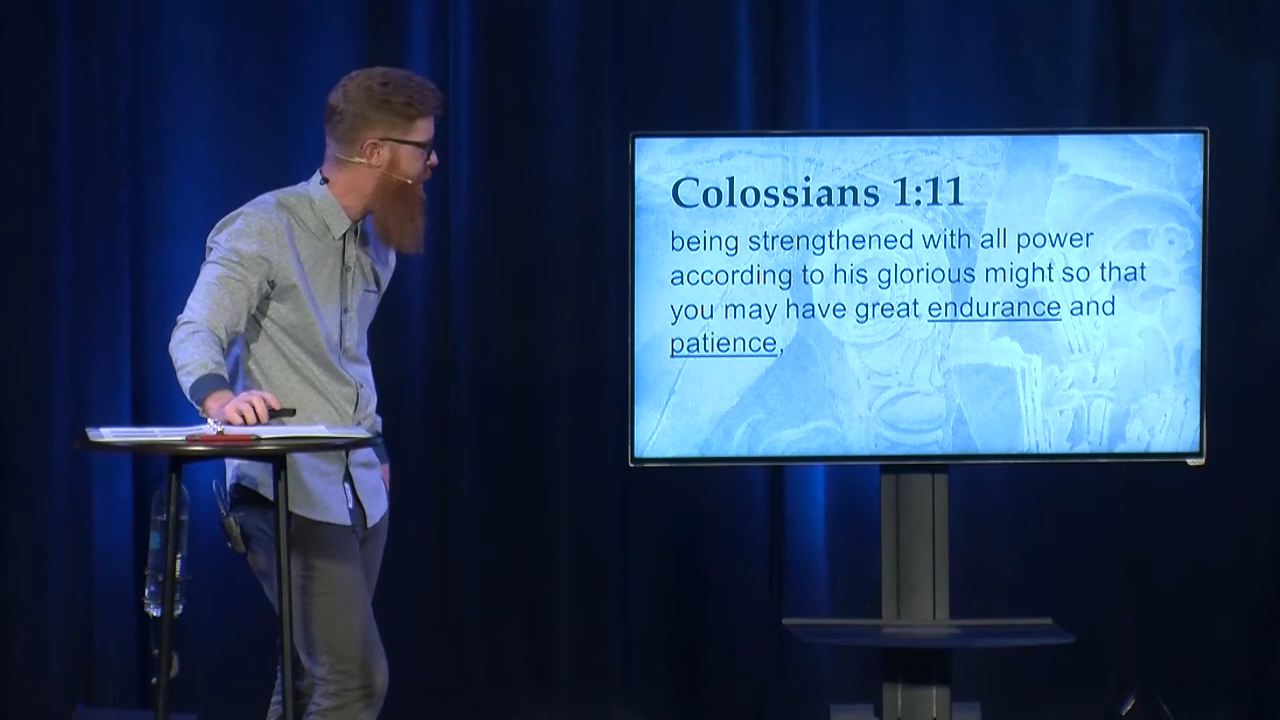 Colossians 1:11
being strengthened with all power
according to his glorious might so that
you may have great endurance and
patience,